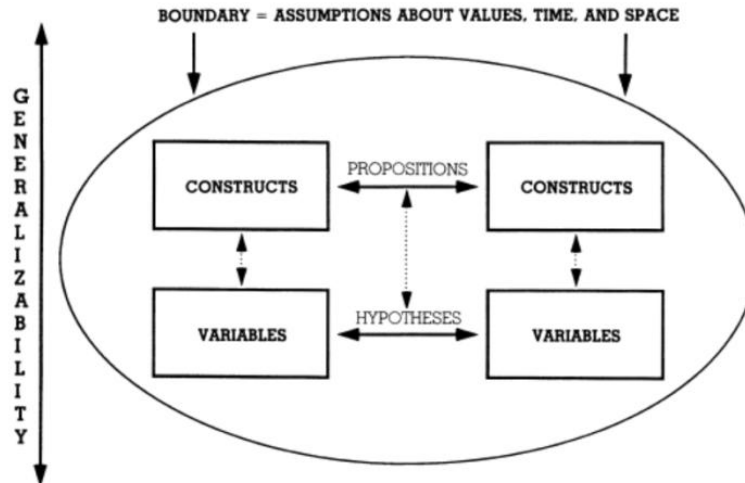 BOUNDARY = ASSUMPTIONS ABOUT VALUES, TIME, AND SPACE
GENERALIZABILITY
PROPOSITIONS
CONSTRUCTS
CONSTRUCTS
HYPOTHESES
VARIABLES
VARIABLES